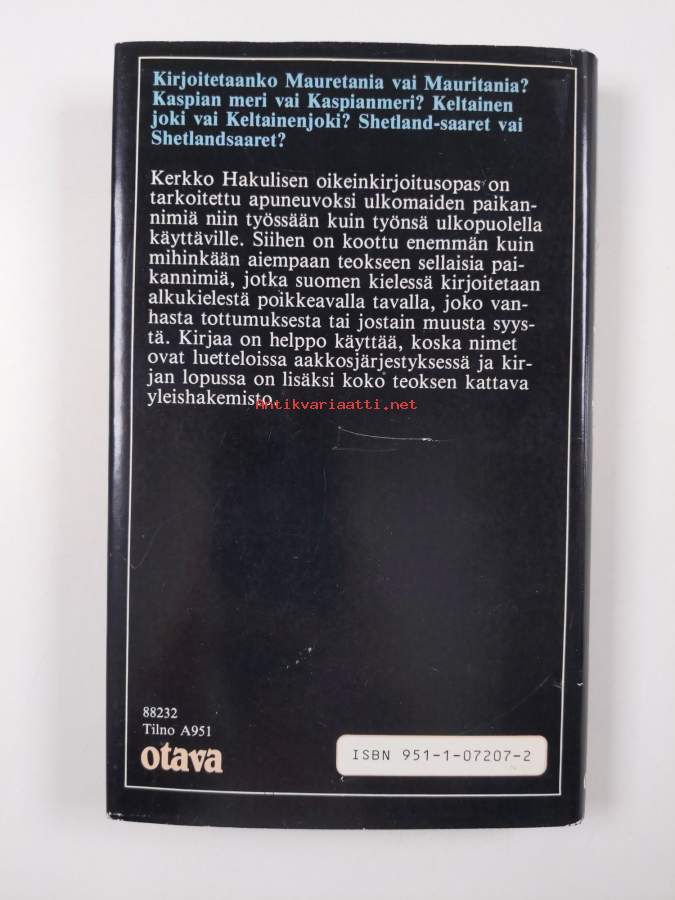 Kirjoitetaanko Mauretania vai Mauritania?
Kaspian meri vai Kaspianmeri? Keltainen
joki vai Keltainenjoki? Shetland-saaret vai
Shetlandsaaret?
Kerkko Hakulisen oikeinkirjoitusopas on
tarkoitettu apuneuvoksi ulkomaiden paikan-
nimiä niin työssään kuin työnsä ulkopuolella
käyttäville. Siihen on koottu enemmän kuin
mihinkään aiempaan teokseen sellaisia pai-
kannimiä, jotka suomen kielessä kirjoitetaan
alkukielestä poikkeavalla tavalla, joko van-
hasta tottumuksesta tai jostain muusta syys-
tä. Kirjaa on helppo käyttää, koska nimet
ovat luetteloissa aakkosjärjestyksessä ja kir-
jan lopussa on lisäksi koko teoksen kattava
yleishakemisto.
Antikvariaatti.net
88232
Tilno A951
otava
ISBN 951-1-07207-2